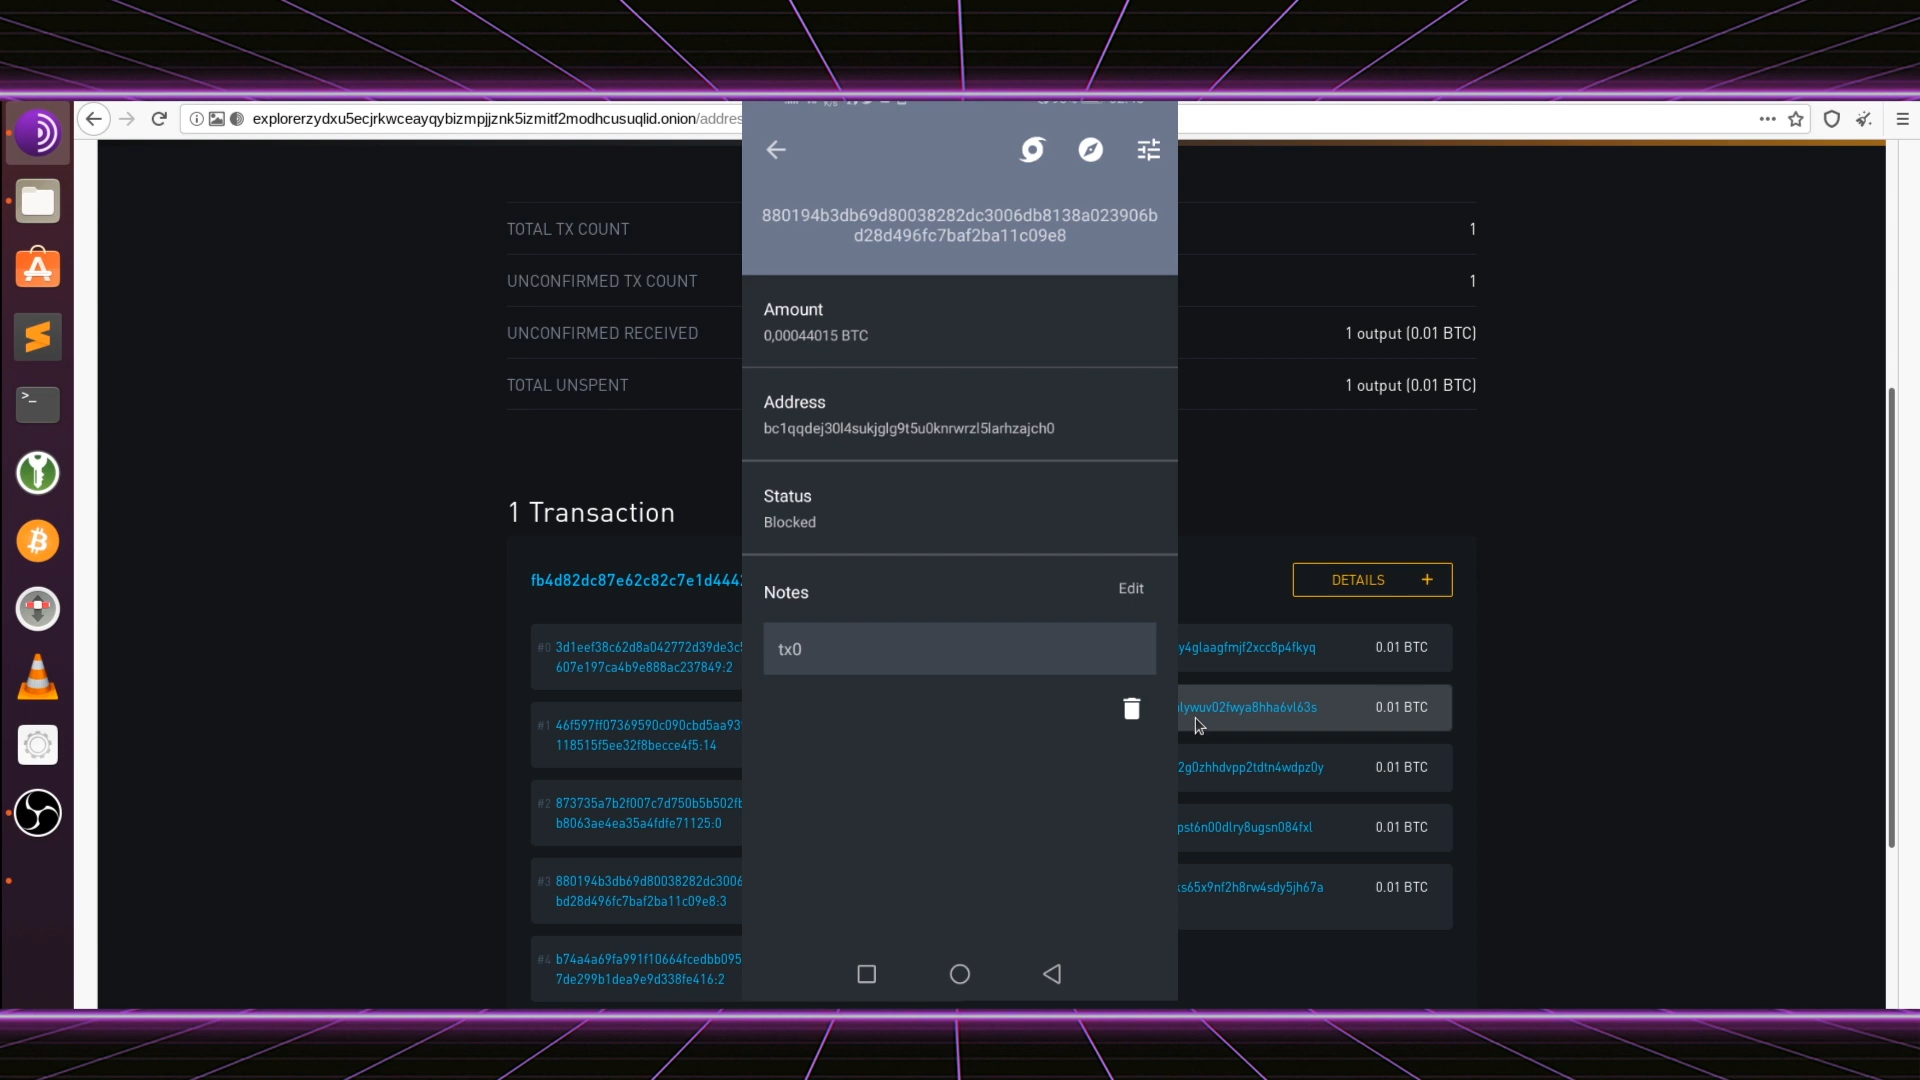 explorerzydxu5ecjrkwceayqybizmpjjznk5izmitf2modhcusuqlid.onion/addres
880194b3db69d80038282dc3006db8138a023906b
d28d496fc7baf2ba11c09e8
Amount
0,00044015 BTC
Address
bc1qqdej30l4sukjglg9t5u0knrwrzl5larhzajch0
Status
Blocked
Notes
Edit
tx0
TOTAL TX COUNT 1
UNCONFIRMED TX COUNT 1
UNCONFIRMED RECEIVED 1 output (0.01 BTC)
TOTAL UNSPENT 1 output (0.01 BTC)
1 Transaction
fb4d82dc87e62c82c7e1d444
DETAILS +
#0 3d1eef38c62d8a042772d39de3c
607e197ca4b9e888ac237849:2
#1 46f597ff07369590c090cbd5aa93
118515f5ee32f8becce4f5:14
#2 873735a7b2f007c7d750b5b502f
b8063ae4ea35a4fdfe71125:0
#3 880194b3db69d80038282dc3006
bd28d496fc7baf2ba11c09e8:3
#4 b74a4a69fa991f10664fcedbb095
7de299b1dea9e9d338fe416:2
y4glaagfmjf2xcc8p4fkyq 0.01 BTC
lywuv02fwya8hha6vl63s 0.01 BTC
2g0zhhdvpp2tdtn4wdpz0y 0.01 BTC
pst6n00dlry8ugsn084fxl 0.01 BTC
s65x9nf2h8rw4sdy5jh67a 0.01 BTC